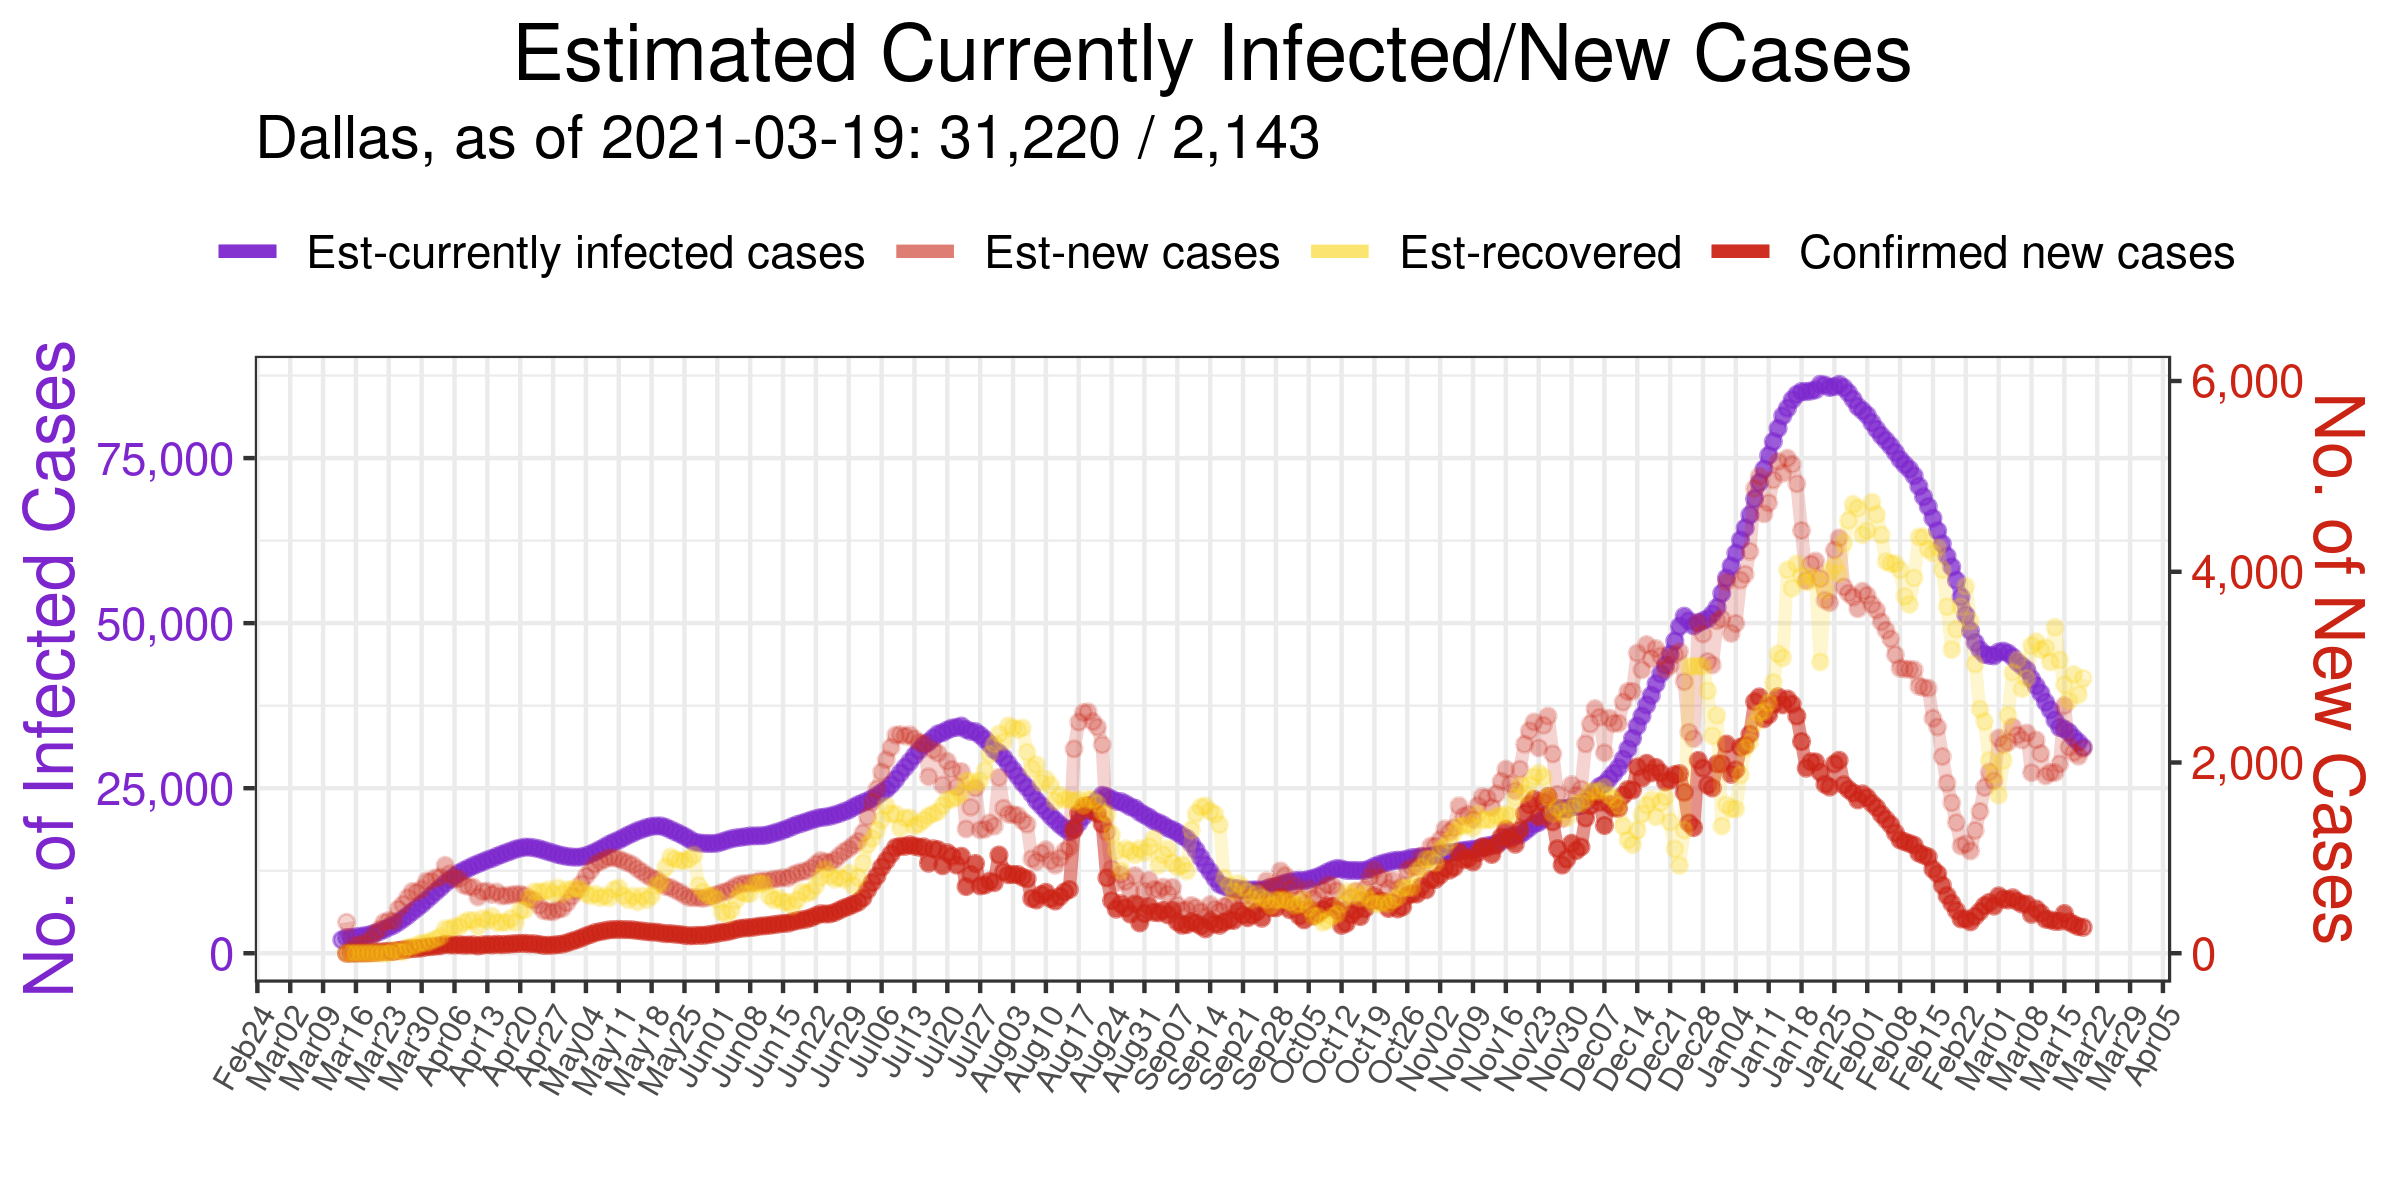 Estimated Currently Infected/New Cases
Dallas, as of 2021-03-19: 31,220 / 2,143
Est-currently infected cases Est-new cases Est-recovered Confirmed new cases
No. of Infected Cases
75,000
50,000
25,000
0
6,000
4,000
2,000
0
No. of New Cases
Feb24 Mar02 Mar09 Mar16 Mar23 Mar30 Apr06 Apr13 Apr20 Apr27 May04 May11 May18 May25 Jun01 Jun08 Jun15 Jun22 Jun29 Jul06 Jul13 Jul20 Jul27 Aug03 Aug10 Aug17 Aug24 Aug31 Sep07 Sep14 Sep21 Sep28 Oct05 Oct12 Oct19 Oct26 Nov02 Nov09 Nov16 Nov23 Nov30 Dec07 Dec14 Dec21 Dec28 Jan04 Jan11 Jan18 Jan25 Feb01 Feb08 Feb15 Feb22 Mar01 Mar08 Mar15 Mar22 Mar29 Apr05